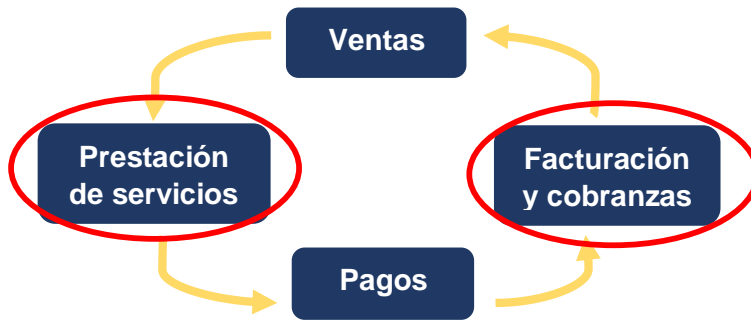 Ventas
Prestación
de servicios
Facturación
y cobranzas
Pagos